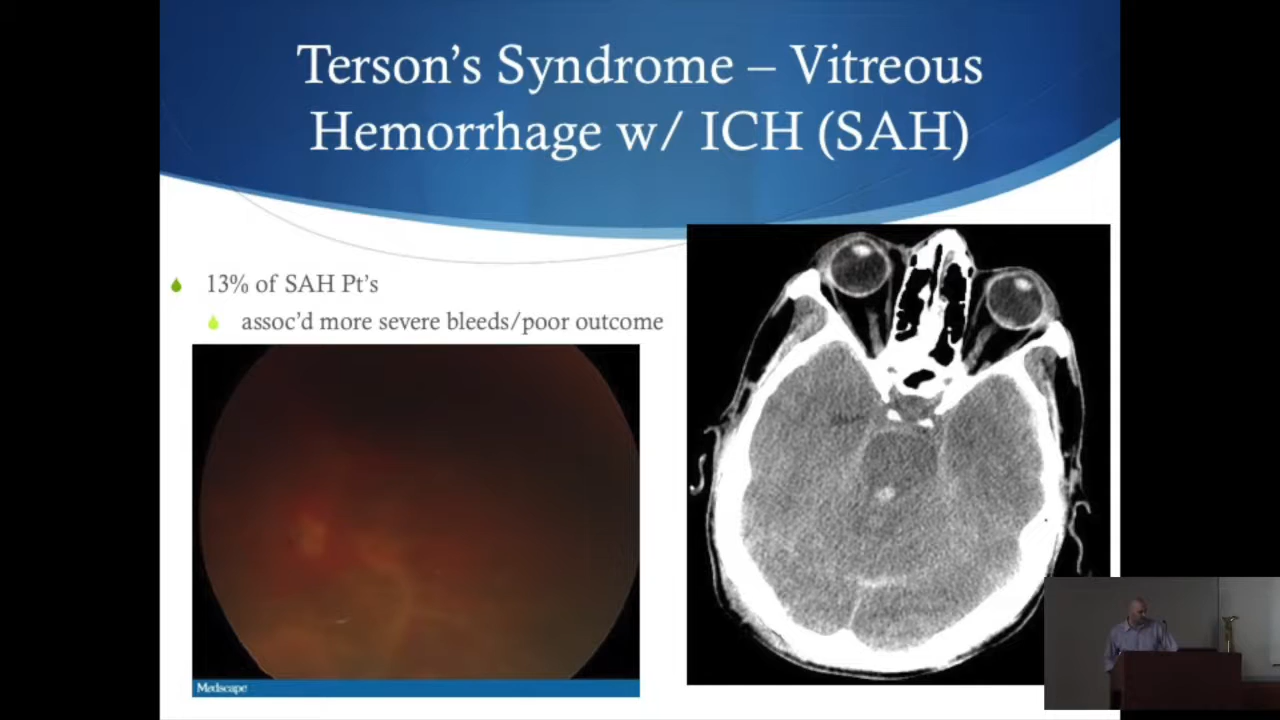 Terson’s Syndrome – Vitreous
Hemorrhage w/ ICH (SAH)
13% of SAH Pt’s
assoc’d more severe bleeds/poor outcome
Medscape